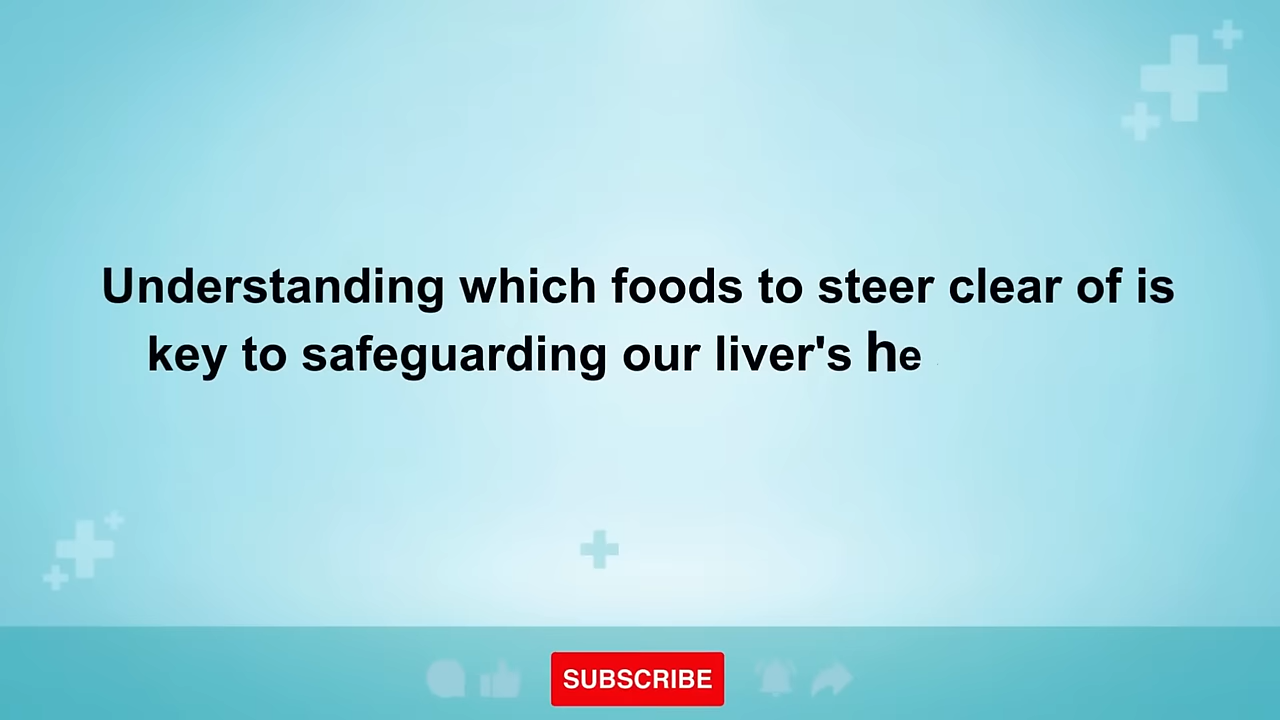 Understanding which foods to steer clear of is
key to safeguarding our liver's he
SUBSCRIBE